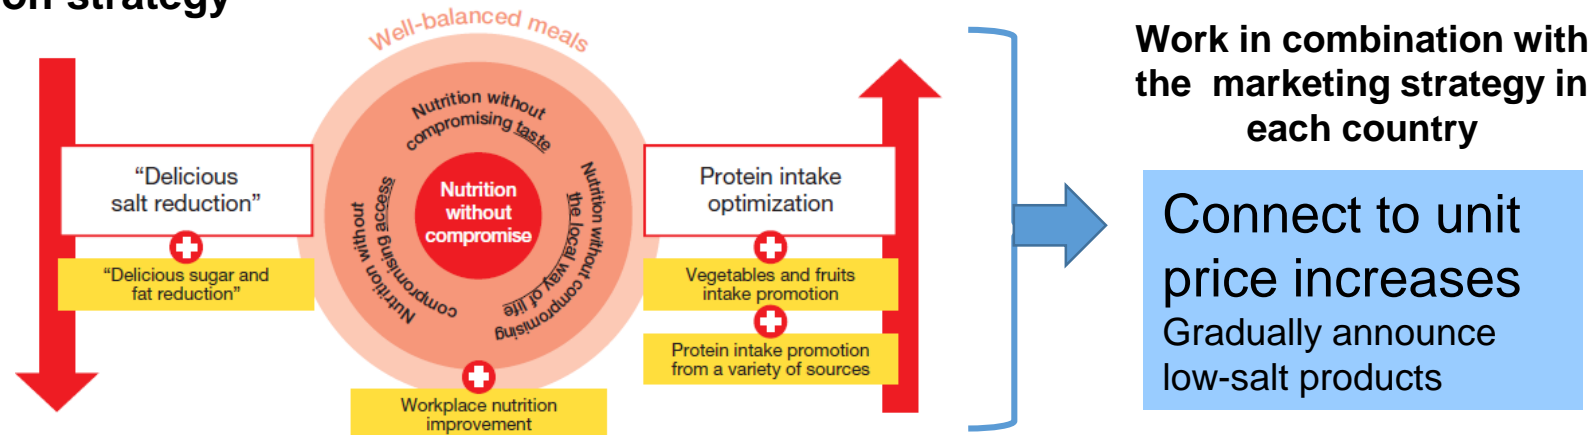 on strategy
Well-balanced meals
Nutrition without
compromising taste
Nutrition without
compromising access
Nutrition without compromising
the local way of life
Nutrition
without
compromise
“Delicious
salt reduction”
“Delicious sugar and
fat reduction”
Workplace nutrition
improvement
Protein intake
optimization
Vegetables and fruits
intake promotion
Protein intake promotion
from a variety of sources
Work in combination with
the marketing strategy in
each country
Connect to unit
price increases
Gradually announce
low-salt products